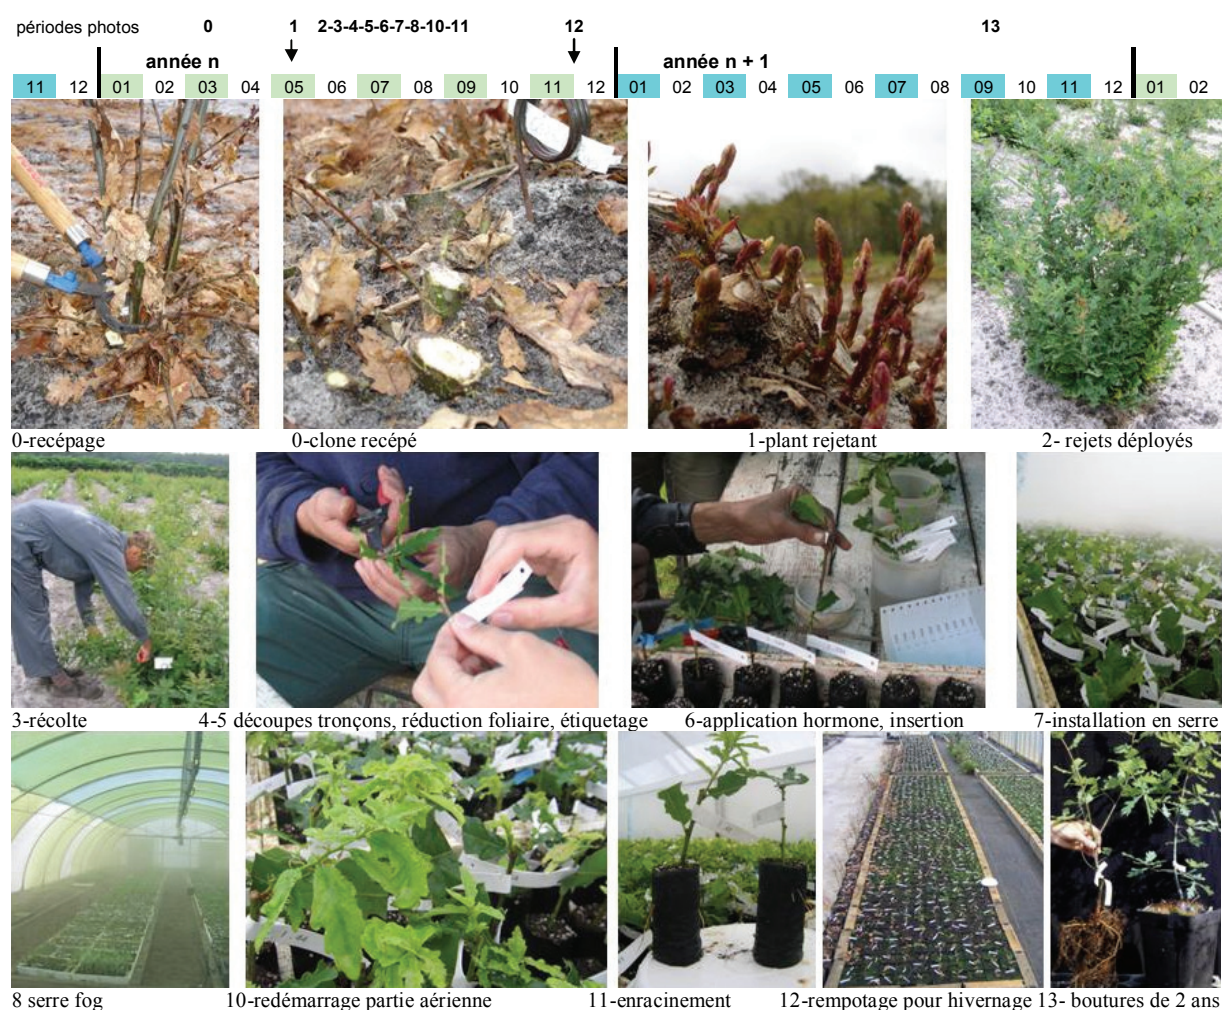 périodes photos 0 1 2-3-4-5-6-7-8-10-11 12 13
année n année n + 1
11 12 01 02 03 04 05 06 07 08 09 10 11 12 01 02 03 04 05 06 07 08 09 10 11 12 01 02
0-recépage 0-clone recépé 1-plant rejetant 2- rejets déployés
3-récolte 4-5 découpes tronçons, réduction foliaire, étiquetage 6-application hormone, insertion 7-installation en serre
8 serre fog 10-redémarrage partie aérienne 11-enracinement 12-rempotage pour hivernage 13- boutures de 2 ans